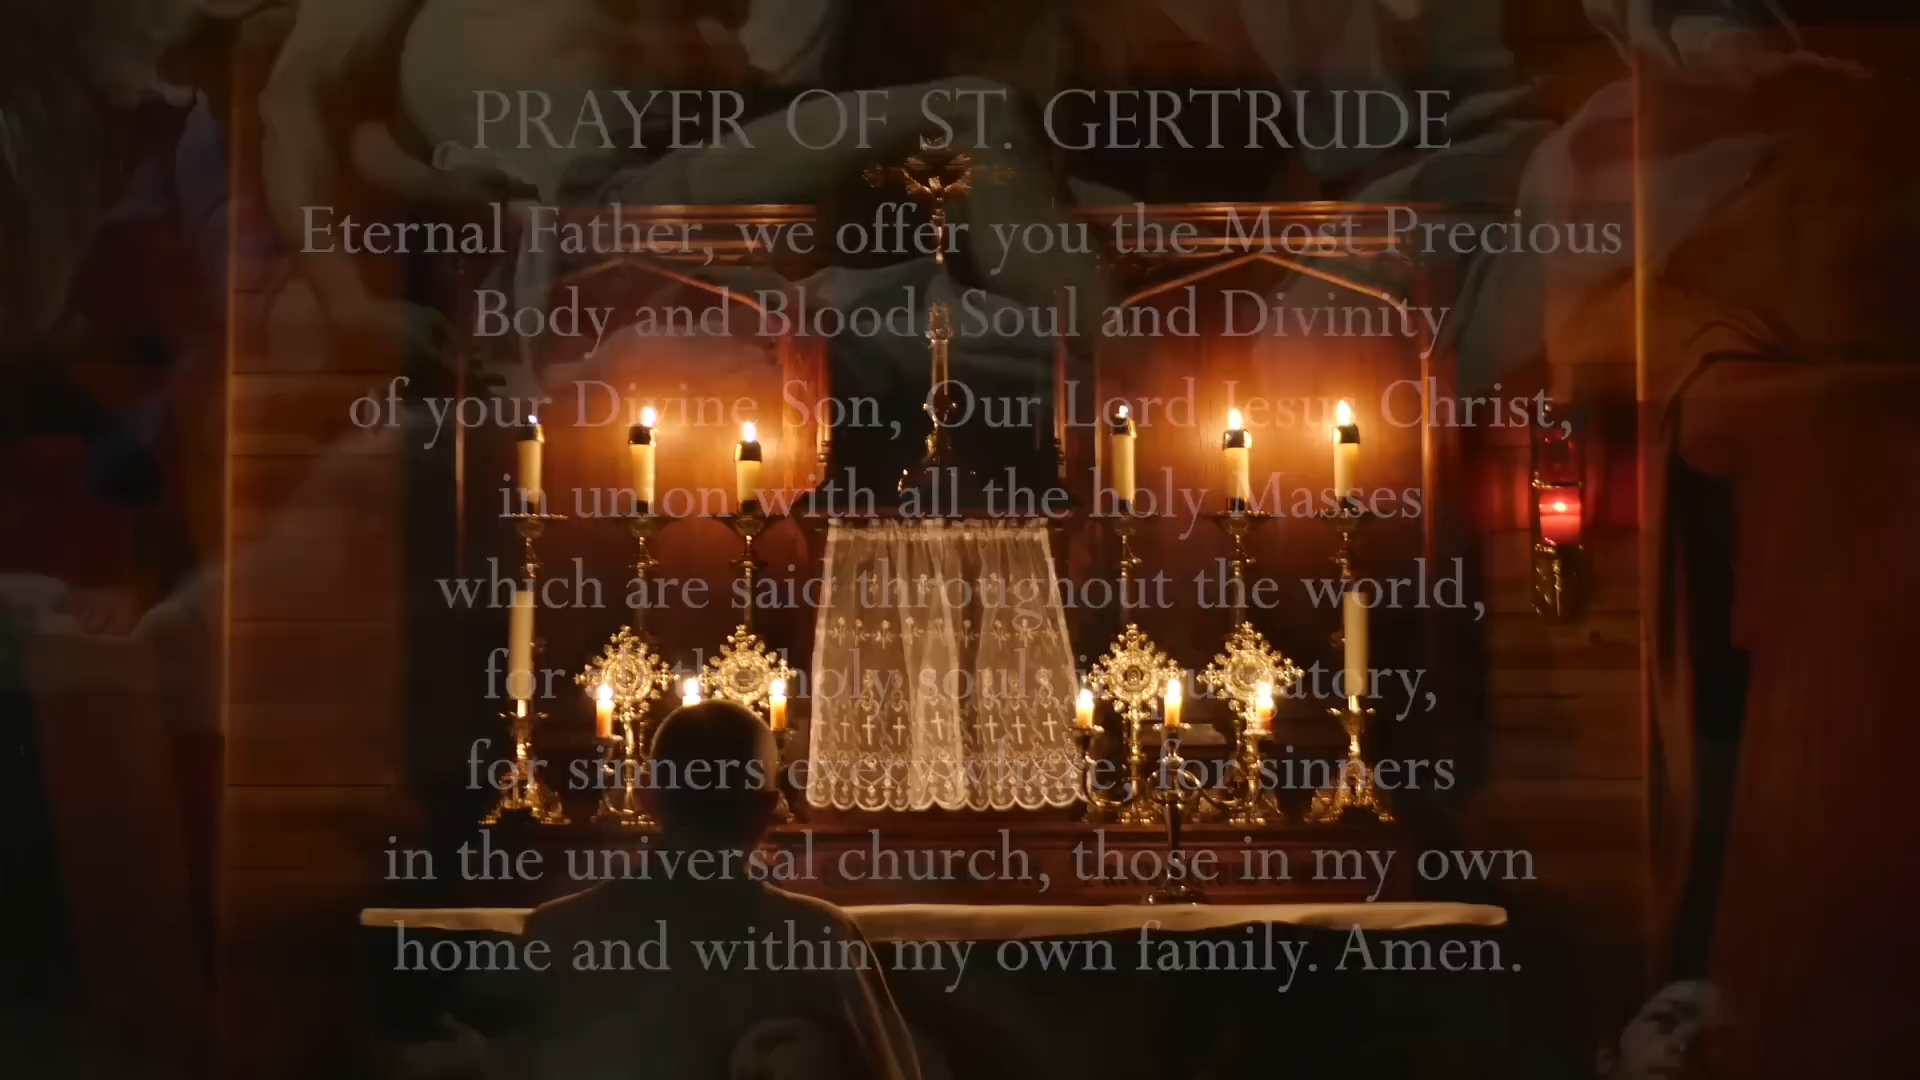 PRAYER OF ST. GERTRUDE
Eternal Father, we offer you the Most Precious
Body and Blood, Soul and Divinity
of your Divine Son, Our Lord Jesus Christ,
in union with all the holy Masses
which are said throughout the world,
for all the holy souls in purgatory,
for sinners everywhere, for sinners
in the universal church, those in my own
home and within my own family. Amen.